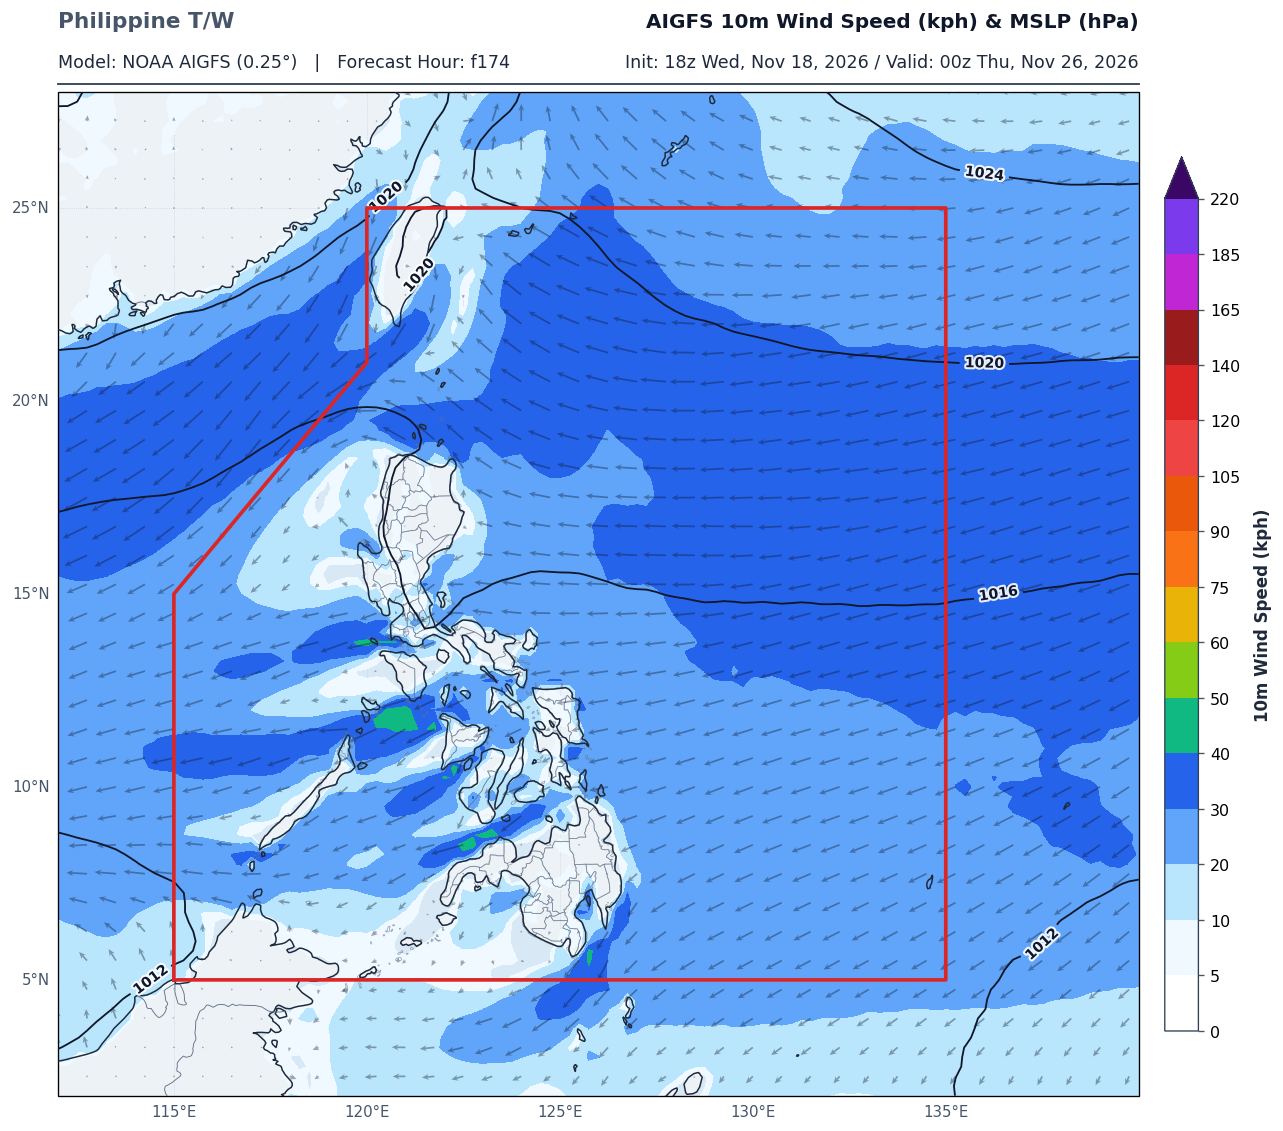 Philippine T/W
AIGFS 10m Wind Speed (kph) & MSLP (hPa)
Model: NOAA AIGFS (0.25°)   |   Forecast Hour: f174
Init: 18z Wed, Nov 18, 2026 / Valid: 00z Thu, Nov 26, 2026
1024
1020
1020
1020
1016
1012
1012
25°N
20°N
15°N
10°N
5°N
115°E
120°E
125°E
130°E
135°E
220
185
165
140
120
105
90
75
60
50
40
30
20
10
5
0
10m Wind Speed (kph)